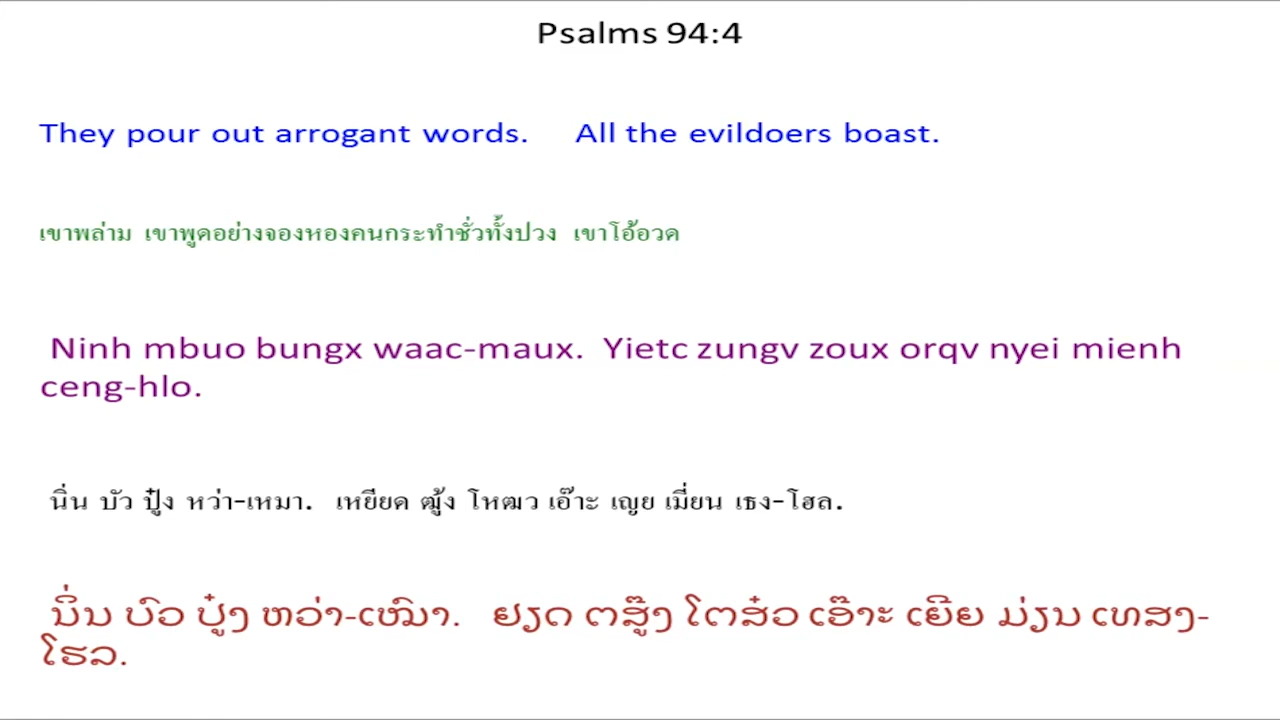 Psalms 94:4
They pour out arrogant words. All the evildoers boast.
เขาพล่าม เขาพูดอย่างจองหองคนกระทำชั่วทั้งปวง เขาโอ้อวด
Ninh mbuo bungx waac-maux. Yietc zungv zoux orqv nyei mienh
ceng-hlo.
นิ่น บัว ปู๎ง หว่า-เหมา. เหยียด ฒู้ง โหฒว เอ๊าะ เญย เมี่ยน เธง-โฮล.
ນິ່ນ ບົວ ປູ໋ງ ຫວ່າ-ເໝົາ. ຢຽດ ຕສູ໊ງ ໂຕສ໋ວ ເອ໊າະ ເຍີຍ ມ່ຽນ ເທສງ-
ໂຮລ.